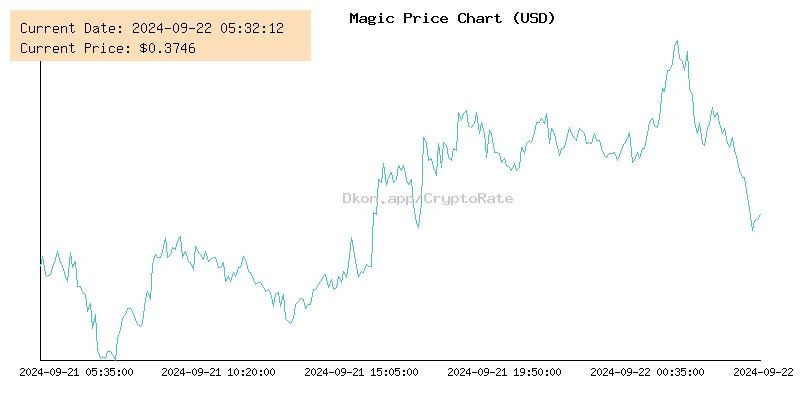 Magic Price Chart (USD)
Current Date: 2024-09-22 05:32:12
Current Price: $0.3746
Dkon.app/CryptoRate
2024-09-21 05:35:00 2024-09-21 10:20:00 2024-09-21 15:05:00 2024-09-21 19:50:00 2024-09-22 00:35:00 2024-09-22